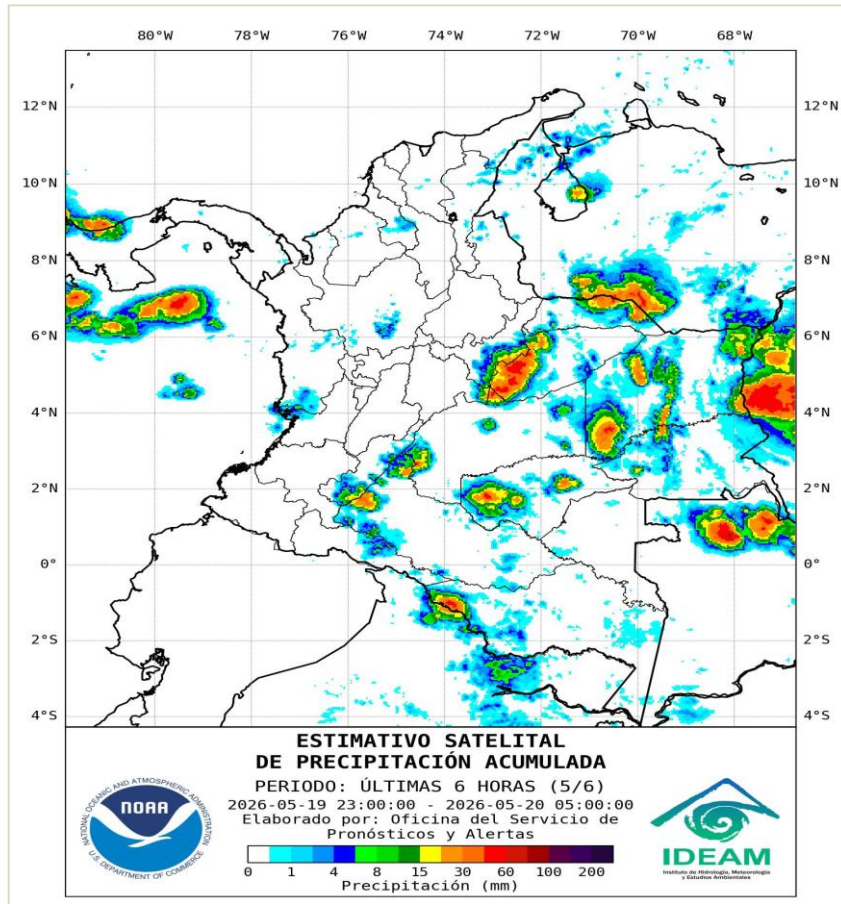 80°W 78°W 76°W 74°W 72°W 70°W 68°W
12°N 12°N
10°N 10°N
8°N 8°N
6°N 6°N
4°N 4°N
2°N 2°N
0° 0°
2°S 2°S
4°S 4°S
ESTIMATIVO SATELITAL
DE PRECIPITACIÓN ACUMULADA
PERIODO: ÚLTIMAS 6 HORAS (5/6)
2026-05-19 23:00:00 - 2026-05-20 05:00:00
Elaborado por: Oficina del Servicio de
Pronósticos y Alertas
0 1 4 8 15 30 60 100 200
Precipitación (mm)
NATIONAL OCEANIC AND ATMOSPHERIC ADMINISTRATION
NOAA
U.S. DEPARTMENT OF COMMERCE
IDEAM
Instituto de Hidrología, Meteorología
y Estudios Ambientales